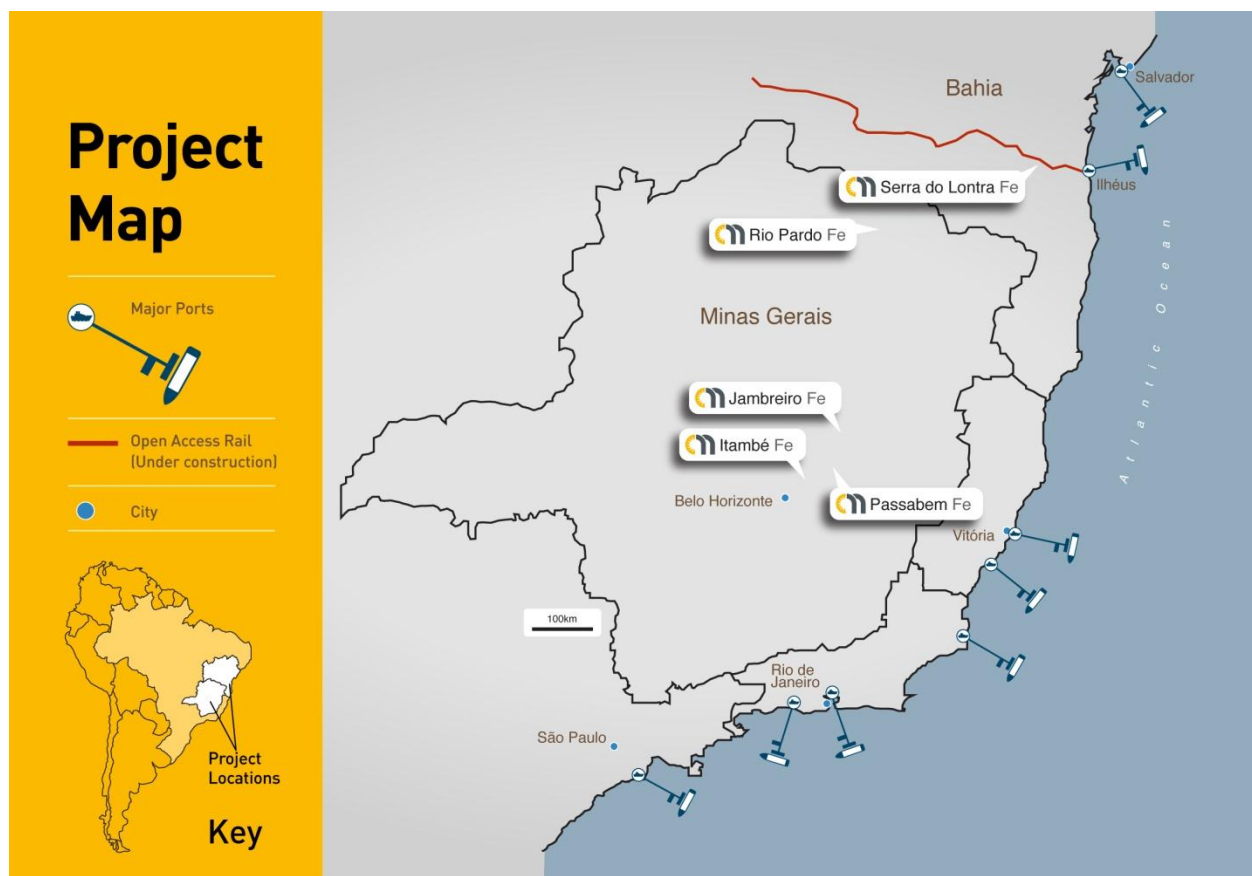 Project
Map
Major Ports
Open Access Rail
(Under construction)
City
Project
Locations
Key
Bahia
Salvador
Ilhéus
Serra do Lontra Fe
Rio Pardo Fe
Minas Gerais
Atlantic Ocean
Jambreiro Fe
Itambé Fe
Belo Horizonte
Passabem Fe
Vitória
100km
Rio de
Janeiro
São Paulo